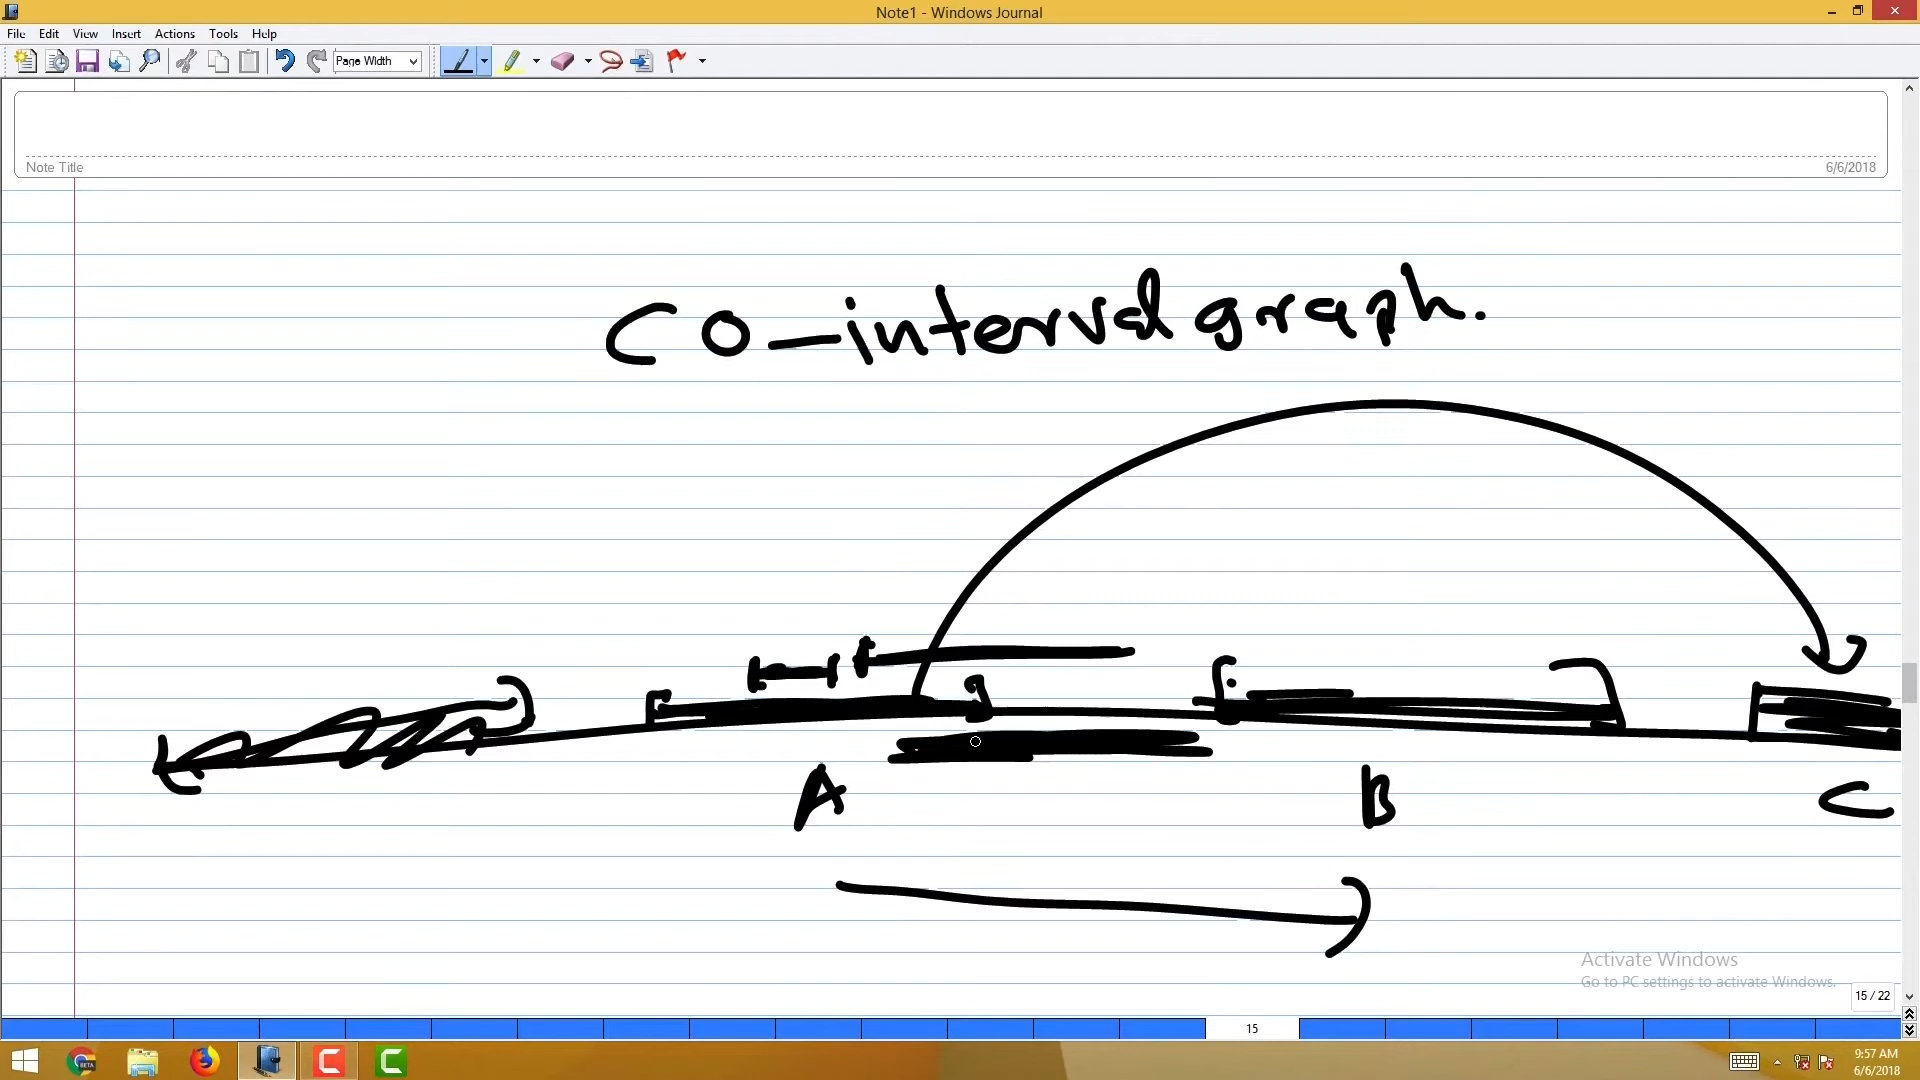 Note1 - Windows Journal
File Edit View Insert Actions Tools Help
Page Width
Note Title
6/6/2018
CO-interval graph.
A B C
Activate Windows
Go to PC settings to activate Windows.
15 / 22
15
BETA
9:57 AM
6/6/2018